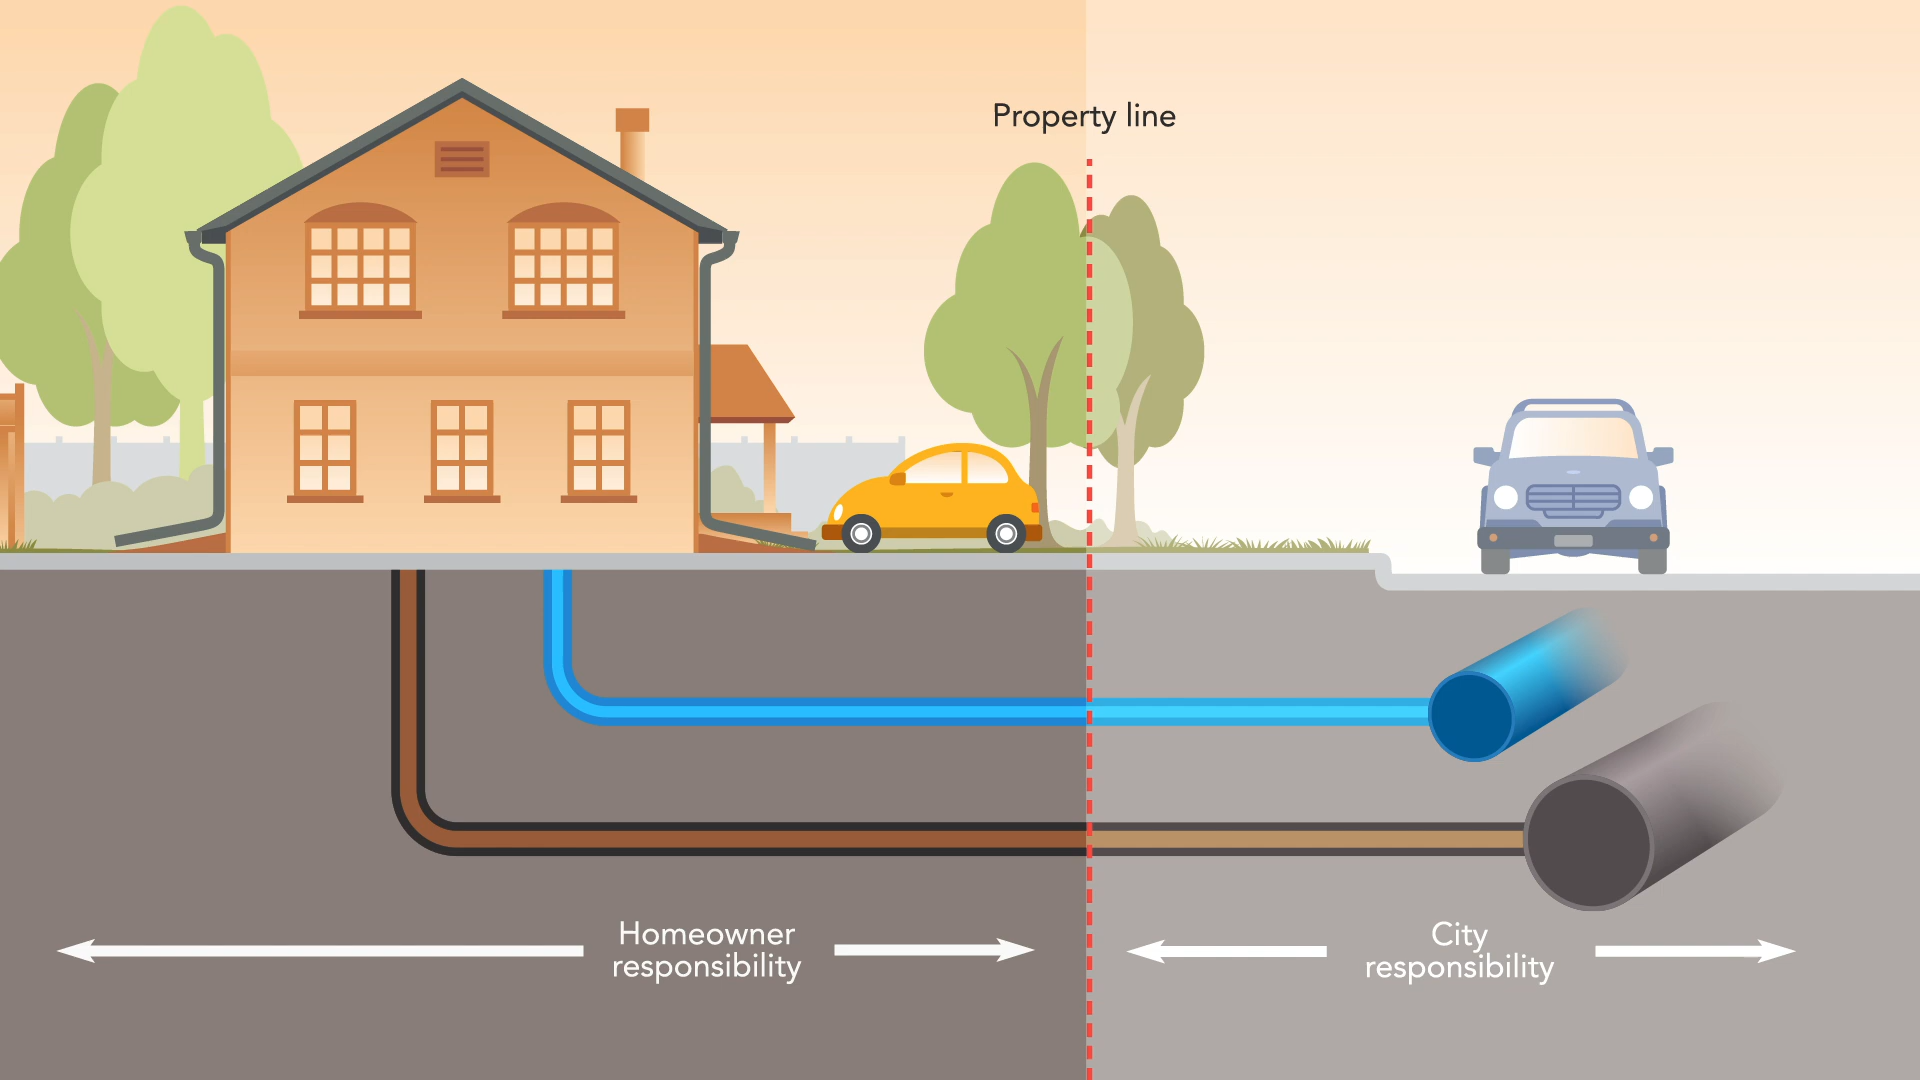 Property line
Homeowner
responsibility
City
responsibility